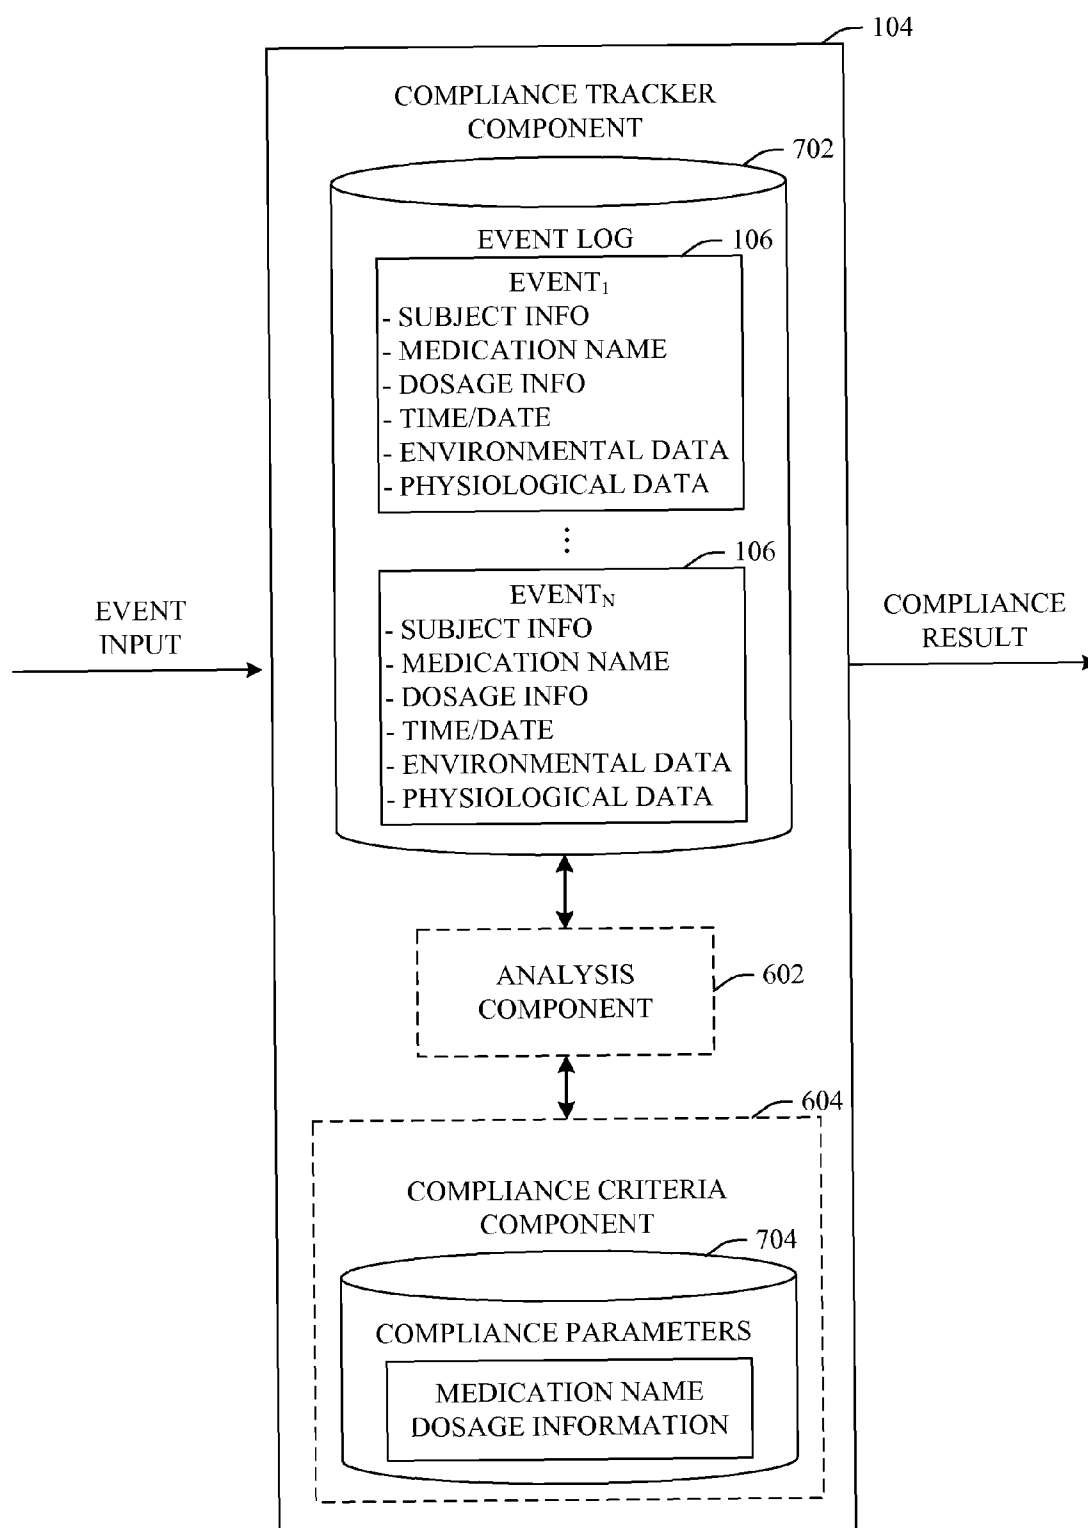 104
COMPLIANCE TRACKER
COMPONENT
702
EVENT LOG
106
EVENT₁
- SUBJECT INFO
- MEDICATION NAME
- DOSAGE INFO
- TIME/DATE
- ENVIRONMENTAL DATA
- PHYSIOLOGICAL DATA
⋮
106
EVENT_N
- SUBJECT INFO
- MEDICATION NAME
- DOSAGE INFO
- TIME/DATE
- ENVIRONMENTAL DATA
- PHYSIOLOGICAL DATA
EVENT
INPUT
COMPLIANCE
RESULT
ANALYSIS
COMPONENT
602
604
COMPLIANCE CRITERIA
COMPONENT
704
COMPLIANCE PARAMETERS
MEDICATION NAME
DOSAGE INFORMATION